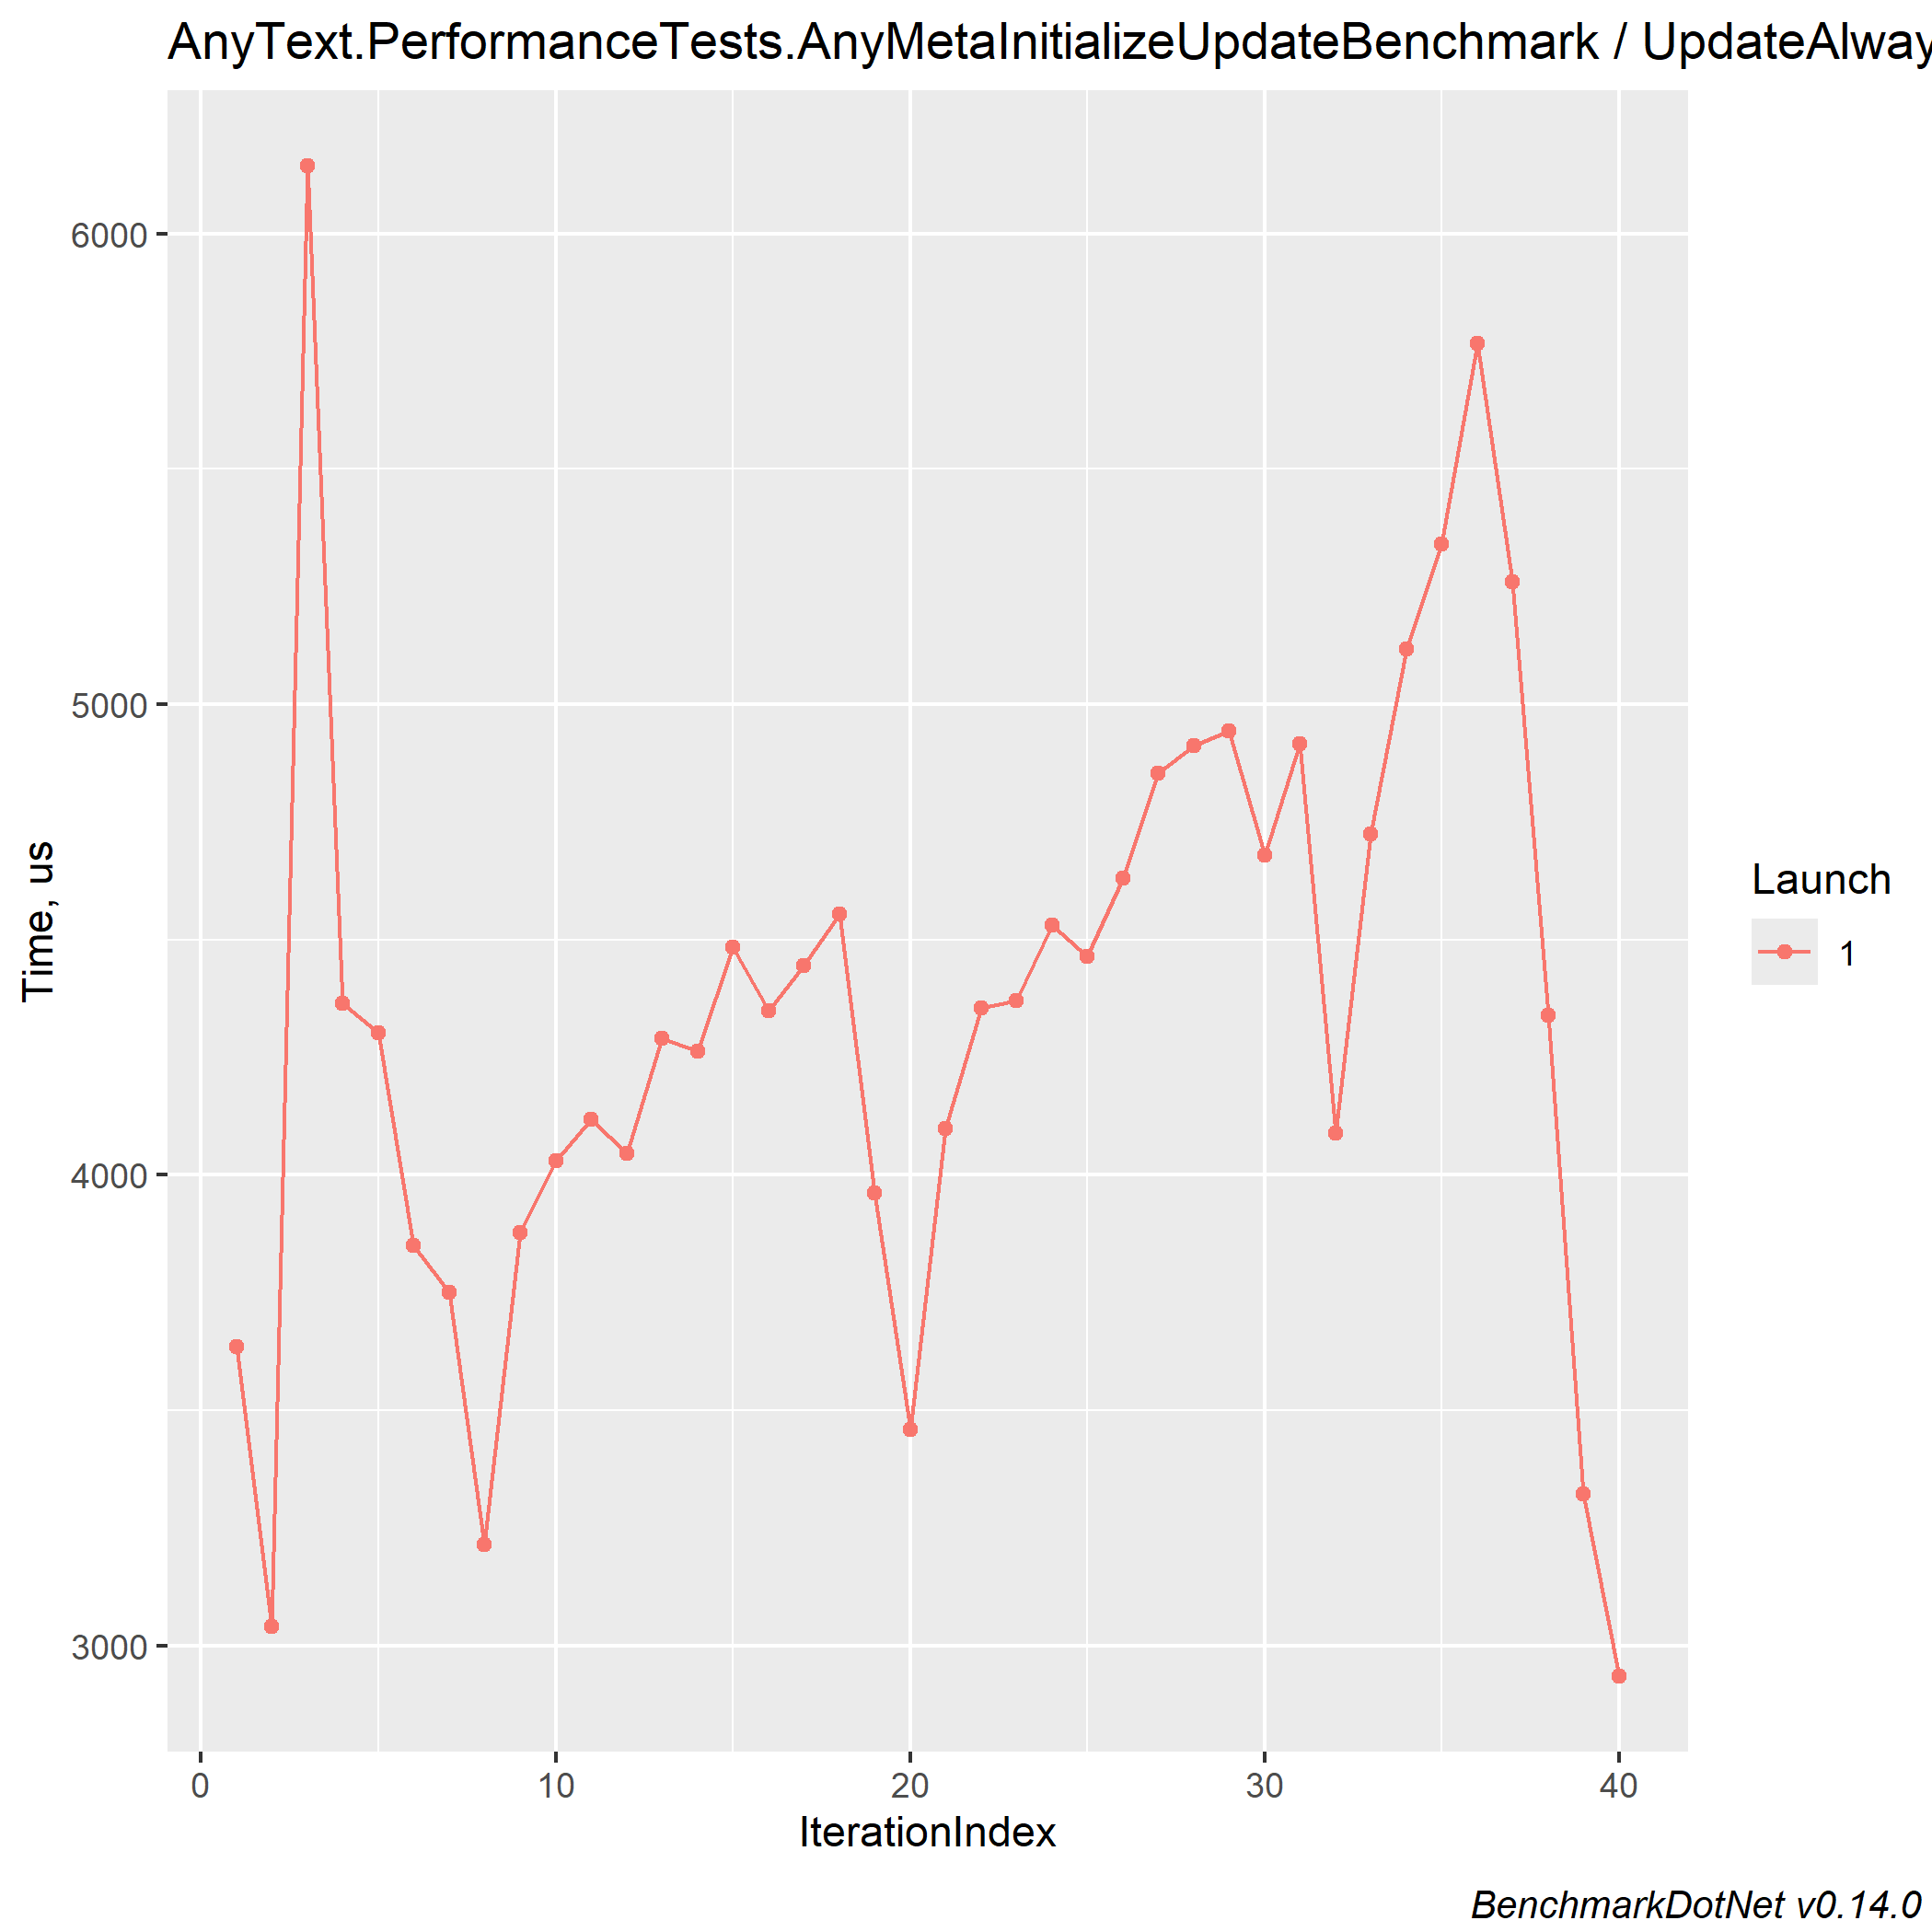 AnyText.PerformanceTests.AnyMetaInitializeUpdateBenchmark / UpdateAlway
6000
5000
4000
3000
Time, us
0 10 20 30 40
IterationIndex
Launch
1
BenchmarkDotNet v0.14.0